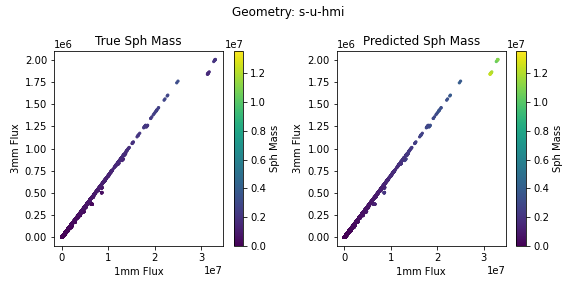 Geometry: s-u-hmi
True Sph Mass
1e6
1e7
3mm Flux
2.00
1.75
1.50
1.25
1.00
0.75
0.50
0.25
0.00
0
1
2
3
1mm Flux
1e7
1.2
1.0
0.8
0.6
0.4
0.2
0.0
Sph Mass
Predicted Sph Mass
1e6
1e7
3mm Flux
2.00
1.75
1.50
1.25
1.00
0.75
0.50
0.25
0.00
0
1
2
3
1mm Flux
1e7
1.2
1.0
0.8
0.6
0.4
0.2
0.0
Sph Mass